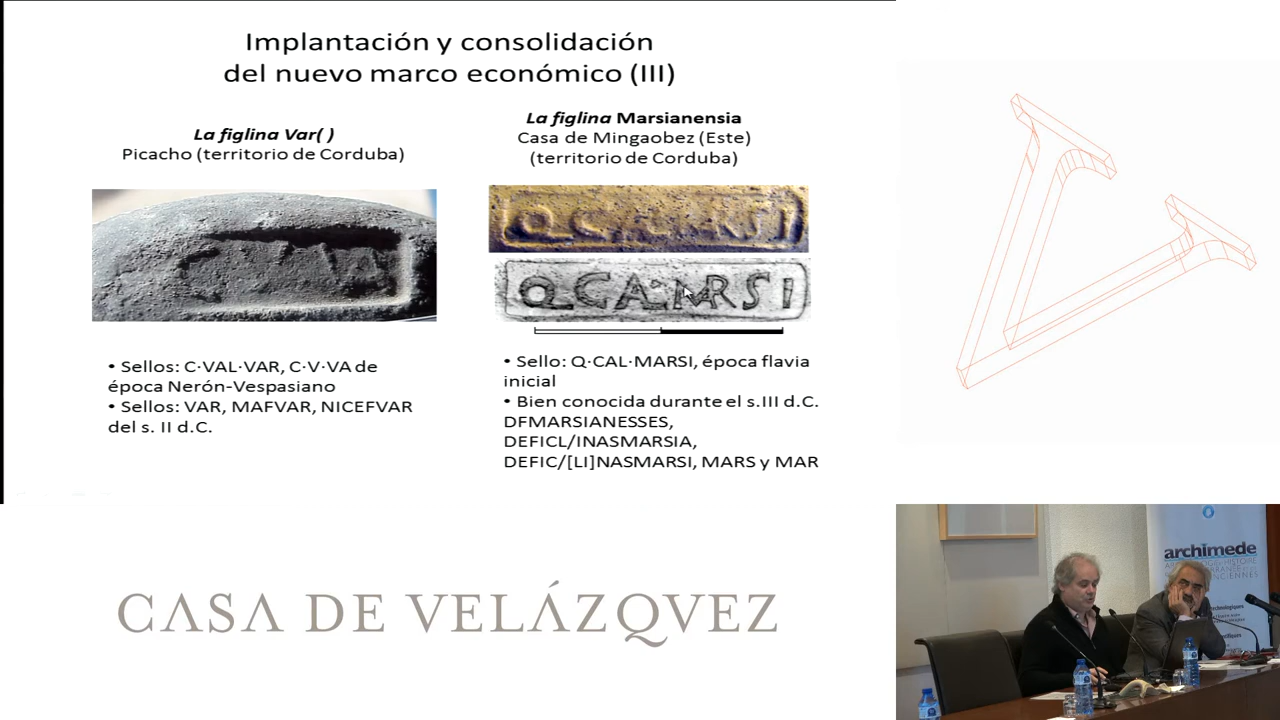 Implantación y consolidación
del nuevo marco económico (III)
La figlina Var( )
Picacho (territorio de Corduba)
La figlina Marsianensia
Casa de Mingaobez (Este)
(territorio de Corduba)
QCAMRSI
• Sellos: C·VAL·VAR, C·V·VA de
época Nerón-Vespasiano
• Sellos: VAR, MAFVAR, NICEFVAR
del s. II d.C.
• Sello: Q·CAL·MARSI, época flavia
inicial
• Bien conocida durante el s.III d.C.
DFMARSIANESSES,
DEFICL/INASMARSIA,
DEFIC/[LI]NASMARSI, MARS y MAR
CASA DE VELÁZQVEZ
archimede